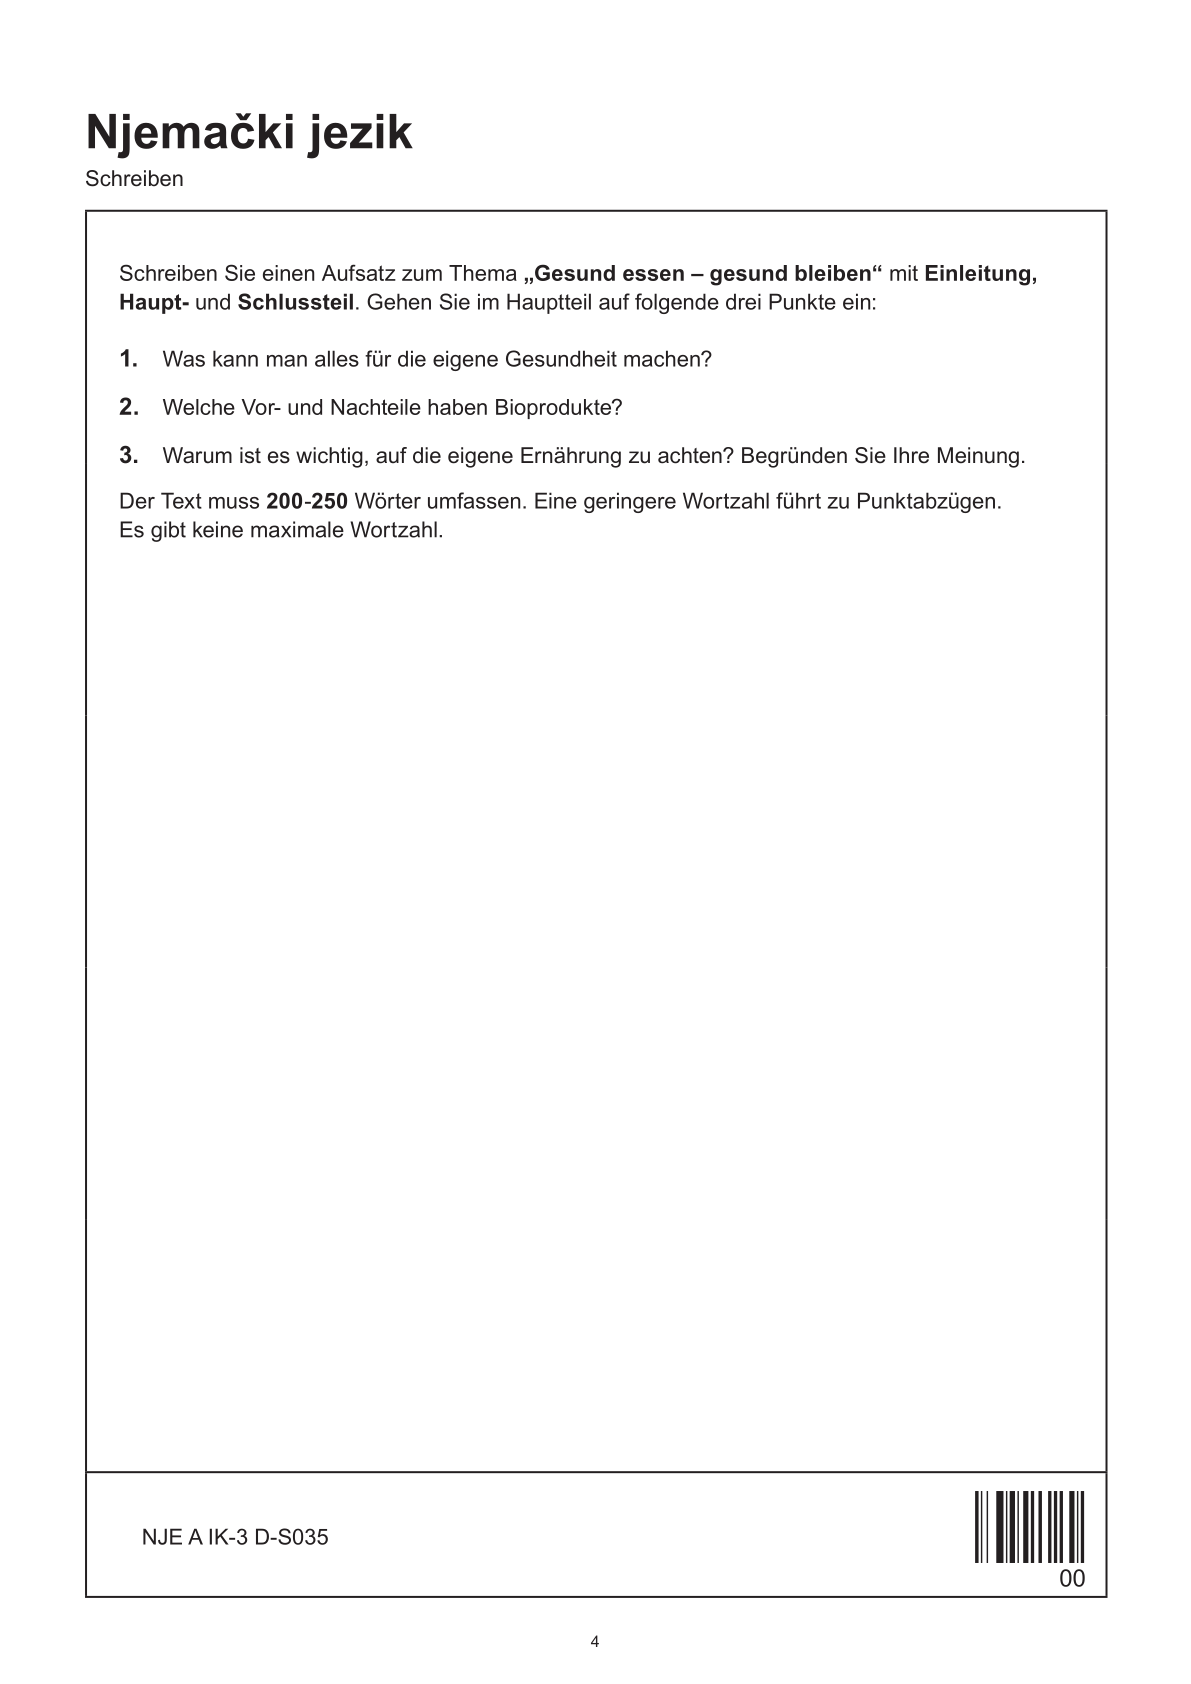 Njemački jezik
Schreiben
Schreiben Sie einen Aufsatz zum Thema „Gesund essen – gesund bleiben“ mit Einleitung,
Haupt- und Schlussteil. Gehen Sie im Hauptteil auf folgende drei Punkte ein:
1. Was kann man alles für die eigene Gesundheit machen?
2. Welche Vor- und Nachteile haben Bioprodukte?
3. Warum ist es wichtig, auf die eigene Ernährung zu achten? Begründen Sie Ihre Meinung.
Der Text muss 200-250 Wörter umfassen. Eine geringere Wortzahl führt zu Punktabzügen.
Es gibt keine maximale Wortzahl.
NJE A IK-3 D-S035
00
4